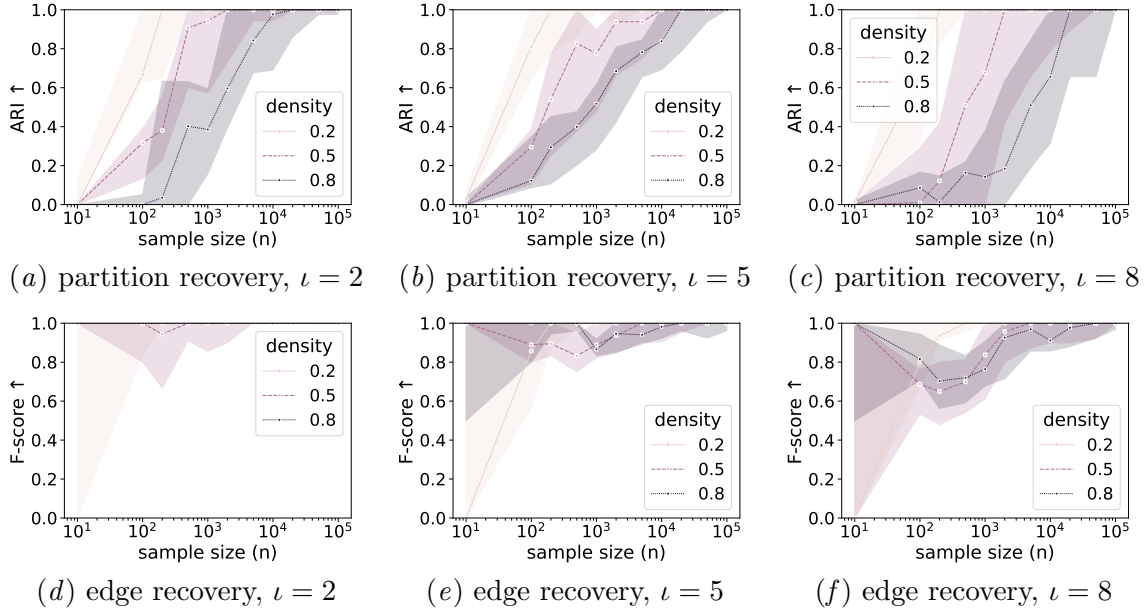 1.0
0.8
0.6
0.4
0.2
0.0
ARI ↑
10¹ 10² 10³ 10⁴ 10⁵
sample size (n)
density
0.2
0.5
0.8
(a) partition recovery, ι = 2
1.0
0.8
0.6
0.4
0.2
0.0
ARI ↑
10¹ 10² 10³ 10⁴ 10⁵
sample size (n)
density
0.2
0.5
0.8
(b) partition recovery, ι = 5
1.0
0.8
0.6
0.4
0.2
0.0
ARI ↑
10¹ 10² 10³ 10⁴ 10⁵
sample size (n)
density
0.2
0.5
0.8
(c) partition recovery, ι = 8
1.0
0.8
0.6
0.4
0.2
0.0
F-score ↑
10¹ 10² 10³ 10⁴ 10⁵
sample size (n)
density
0.2
0.5
0.8
(d) edge recovery, ι = 2
1.0
0.8
0.6
0.4
0.2
0.0
F-score ↑
10¹ 10² 10³ 10⁴ 10⁵
sample size (n)
density
0.2
0.5
0.8
(e) edge recovery, ι = 5
1.0
0.8
0.6
0.4
0.2
0.0
F-score ↑
10¹ 10² 10³ 10⁴ 10⁵
sample size (n)
density
0.2
0.5
0.8
(f) edge recovery, ι = 8